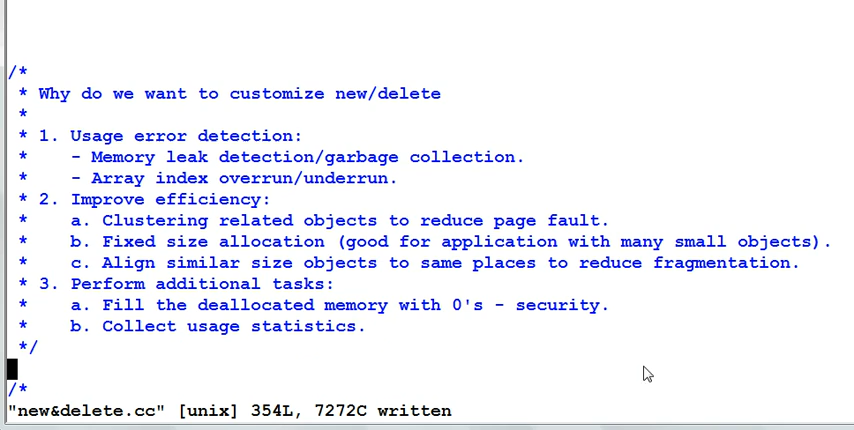 /*
 * Why do we want to customize new/delete
 *
 * 1. Usage error detection:
 *    - Memory leak detection/garbage collection.
 *    - Array index overrun/underrun.
 * 2. Improve efficiency:
 *    a. Clustering related objects to reduce page fault.
 *    b. Fixed size allocation (good for application with many small objects).
 *    c. Align similar size objects to same places to reduce fragmentation.
 * 3. Perform additional tasks:
 *    a. Fill the deallocated memory with 0's - security.
 *    b. Collect usage statistics.
 */
/*
"new&delete.cc" [unix] 354L, 7272C written